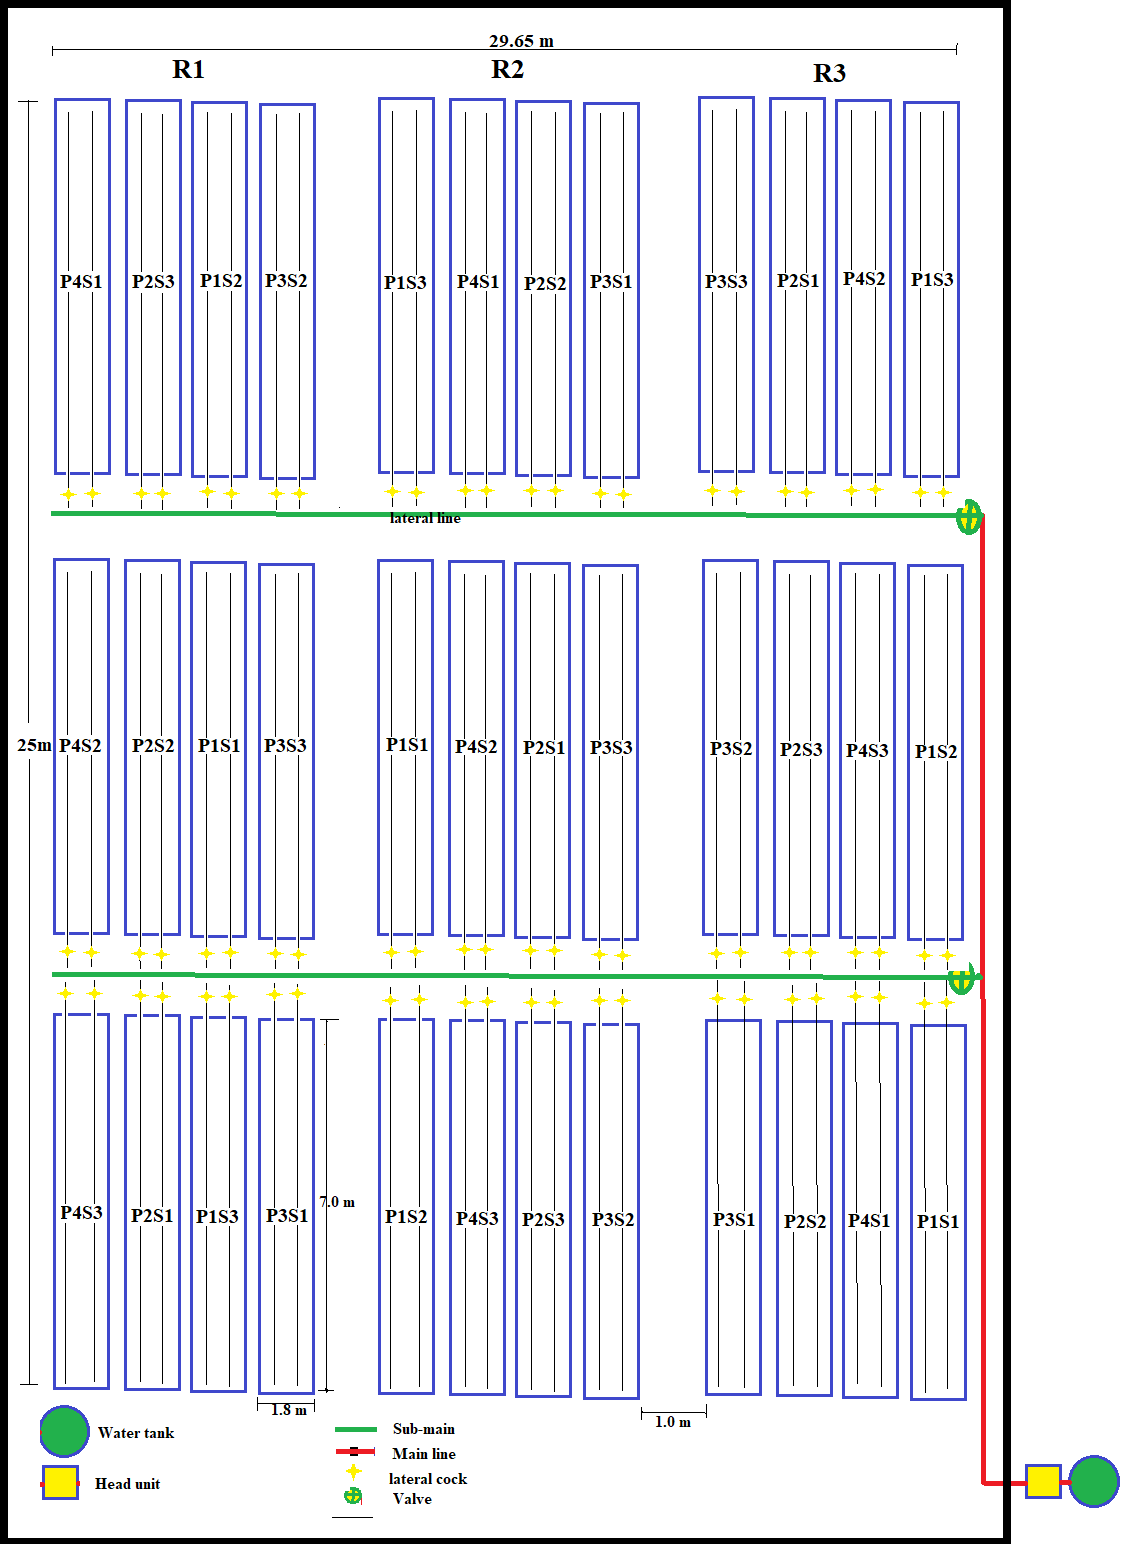 29.65 m
R1
R2
R3
P4S1
P2S3
P1S2
P3S2
P1S3
P4S1
P2S2
P3S1
P3S3
P2S1
P4S2
P1S3
lateral line
25m
P4S2
P2S2
P1S1
P3S3
P1S1
P4S2
P2S1
P3S3
P3S2
P2S3
P4S3
P1S2
P4S3
P2S1
P1S3
P3S1
7.0 m
P1S2
P4S3
P2S3
P3S2
P3S1
P2S2
P4S1
P1S1
1.8 m
1.0 m
Water tank
Head unit
Sub-main
Main line
lateral cock
Valve